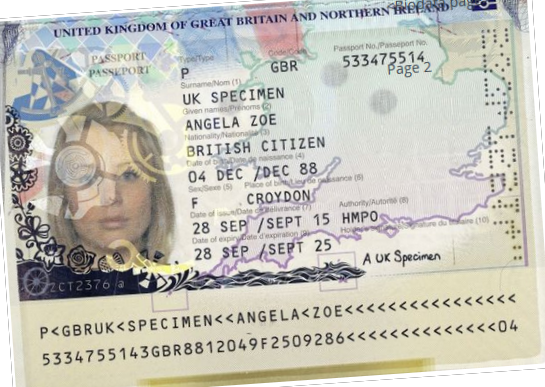 UNITED KINGDOM OF GREAT BRITAIN AND NORTHERN IRELAND
PASSPORT
PASSEPORT
Type/Type Code/Code Passport No./Passeport No.
P GBR 533475514
Page 2
Surname/Nom (1)
UK SPECIMEN
Given names/Prénoms (2)
ANGELA ZOE
Nationality/Nationalité (3)
BRITISH CITIZEN
Date of birth/Date de naissance (4)
04 DEC /DEC 88
Sex/Sexe (5) Place of birth/Lieu de naissance (6)
F CROYDON
Date of issue/Date de délivrance (7) Authority/Autorité (8)
28 SEP /SEPT 15 HMPO
Date of expiry/Date d'expiration (9) Holder's signature/Signature du titulaire (10)
28 SEP /SEPT 25
A UK Specimen
ZCT2376
P<GBRUK<SPECIMEN<<ANGELA<ZOE<<<<<<<<<<<<<<<<
5334755143GBR8812049F2509286<<<<<<<<<<<<<<04